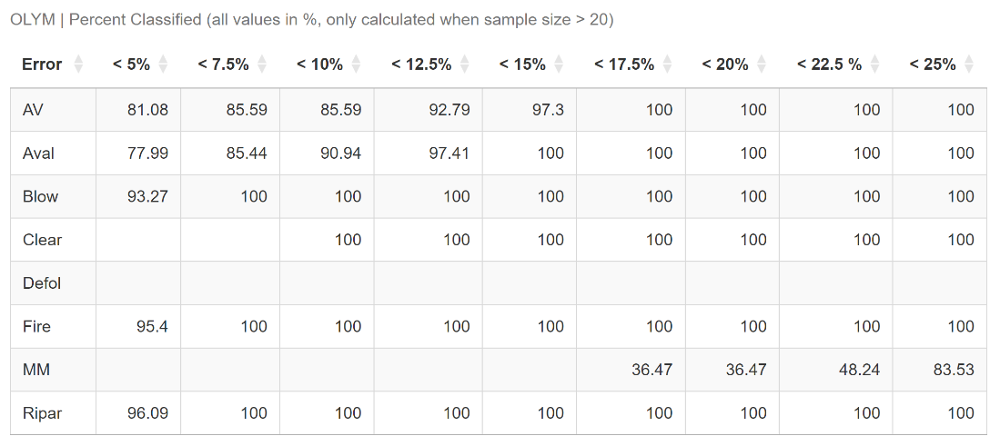 OLYM | Percent Classified (all values in %, only calculated when sample size > 20)
Error < 5% < 7.5% < 10% < 12.5% < 15% < 17.5% < 20% < 22.5 % < 25%
AV 81.08 85.59 85.59 92.79 97.3 100 100 100 100
Aval 77.99 85.44 90.94 97.41 100 100 100 100 100
Blow 93.27 100 100 100 100 100 100 100 100
Clear 100 100 100 100 100 100 100
Defol
Fire 95.4 100 100 100 100 100 100 100 100
MM 36.47 36.47 48.24 83.53
Ripar 96.09 100 100 100 100 100 100 100 100